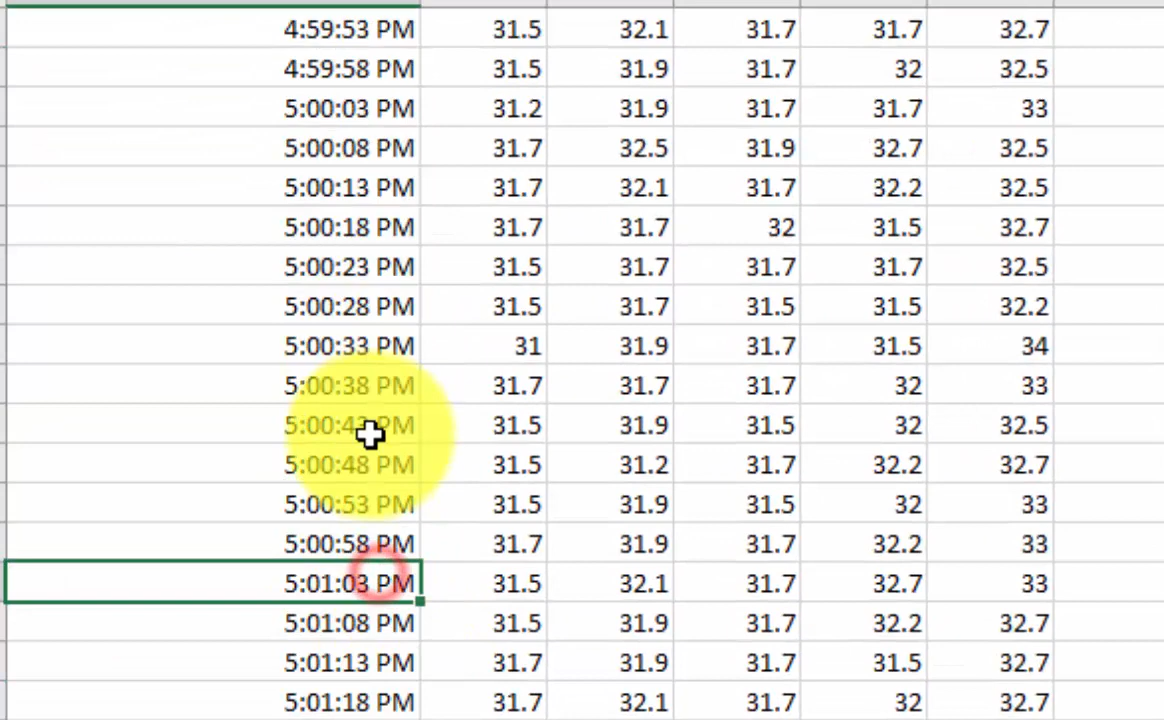 4:59:53 PM 31.5 32.1 31.7 31.7 32.7
4:59:58 PM 31.5 31.9 31.7 32 32.5
5:00:03 PM 31.2 31.9 31.7 31.7 33
5:00:08 PM 31.7 32.5 31.9 32.7 32.5
5:00:13 PM 31.7 32.1 31.7 32.2 32.5
5:00:18 PM 31.7 31.7 32 31.5 32.7
5:00:23 PM 31.5 31.7 31.7 31.7 32.5
5:00:28 PM 31.5 31.7 31.5 31.5 32.2
5:00:33 PM 31 31.9 31.7 31.5 34
5:00:38 PM 31.7 31.7 31.7 32 33
5:00:43 PM 31.5 31.9 31.5 32 32.5
5:00:48 PM 31.5 31.2 31.7 32.2 32.7
5:00:53 PM 31.5 31.9 31.5 32 33
5:00:58 PM 31.7 31.9 31.7 32.2 33
5:01:03 PM 31.5 32.1 31.7 32.7 33
5:01:08 PM 31.5 31.9 31.7 32.2 32.7
5:01:13 PM 31.7 31.9 31.7 31.5 32.7
5:01:18 PM 31.7 32.1 31.7 32 32.7